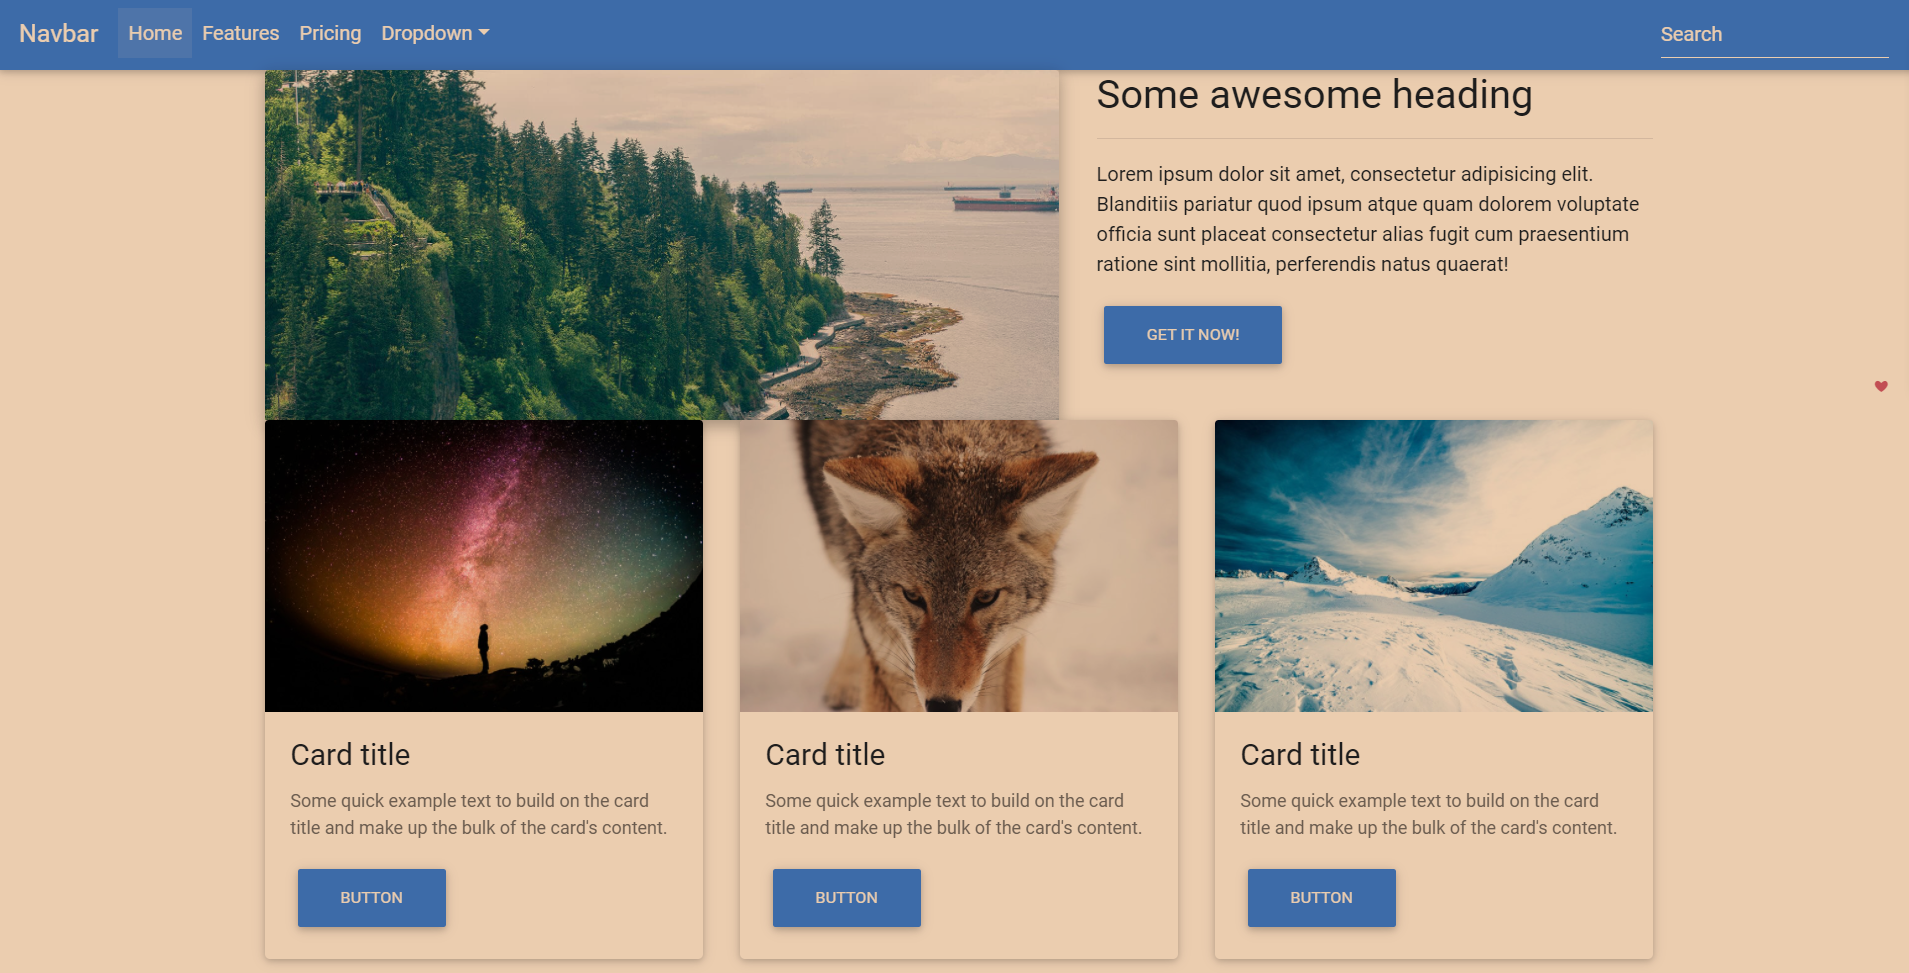 Navbar Home Features Pricing Dropdown Search
Some awesome heading
Lorem ipsum dolor sit amet, consectetur adipisicing elit.
Blanditiis pariatur quod ipsum atque quam dolorem voluptate
officia sunt placeat consectetur alias fugit cum praesentium
ratione sint mollitia, perferendis natus quaerat!
GET IT NOW!
Card title
Some quick example text to build on the card
title and make up the bulk of the card's content.
BUTTON
Card title
Some quick example text to build on the card
title and make up the bulk of the card's content.
BUTTON
Card title
Some quick example text to build on the card
title and make up the bulk of the card's content.
BUTTON